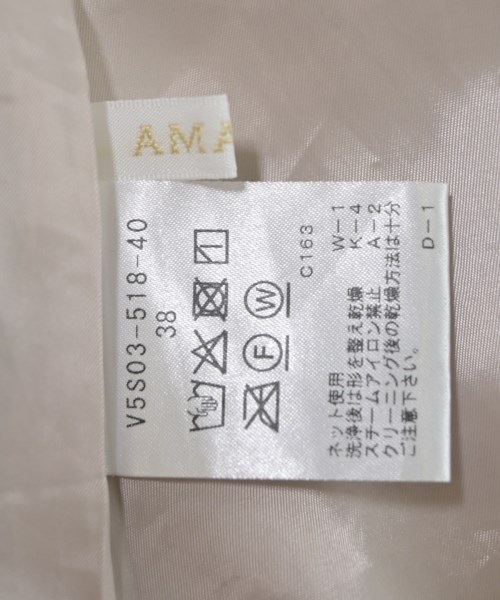 AMA
V5S03-518-40
38
F W
C163
ネット使用 W-1
洗浄後は形を整え乾燥 K-4
スチームアイロン禁止 A-2
クリーニング後の乾燥方法は十分
ご注意下さい。 D-1